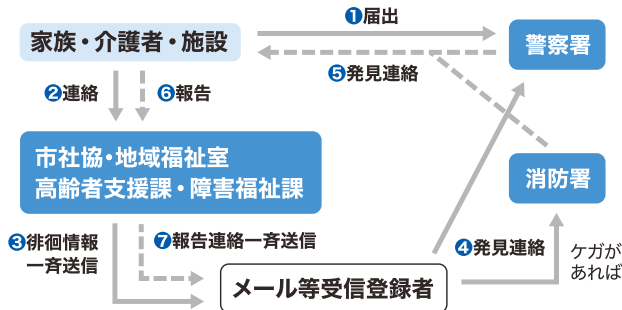 ❶届出
家族・介護者・施設
警察署
❺発見連絡
❷連絡
❻報告
市社協・地域福祉室
高齢者支援課・障害福祉課
消防署
❸徘徊情報
一斉送信
❼報告連絡一斉送信
❹発見連絡
ケガが
あれば
メール等受信登録者